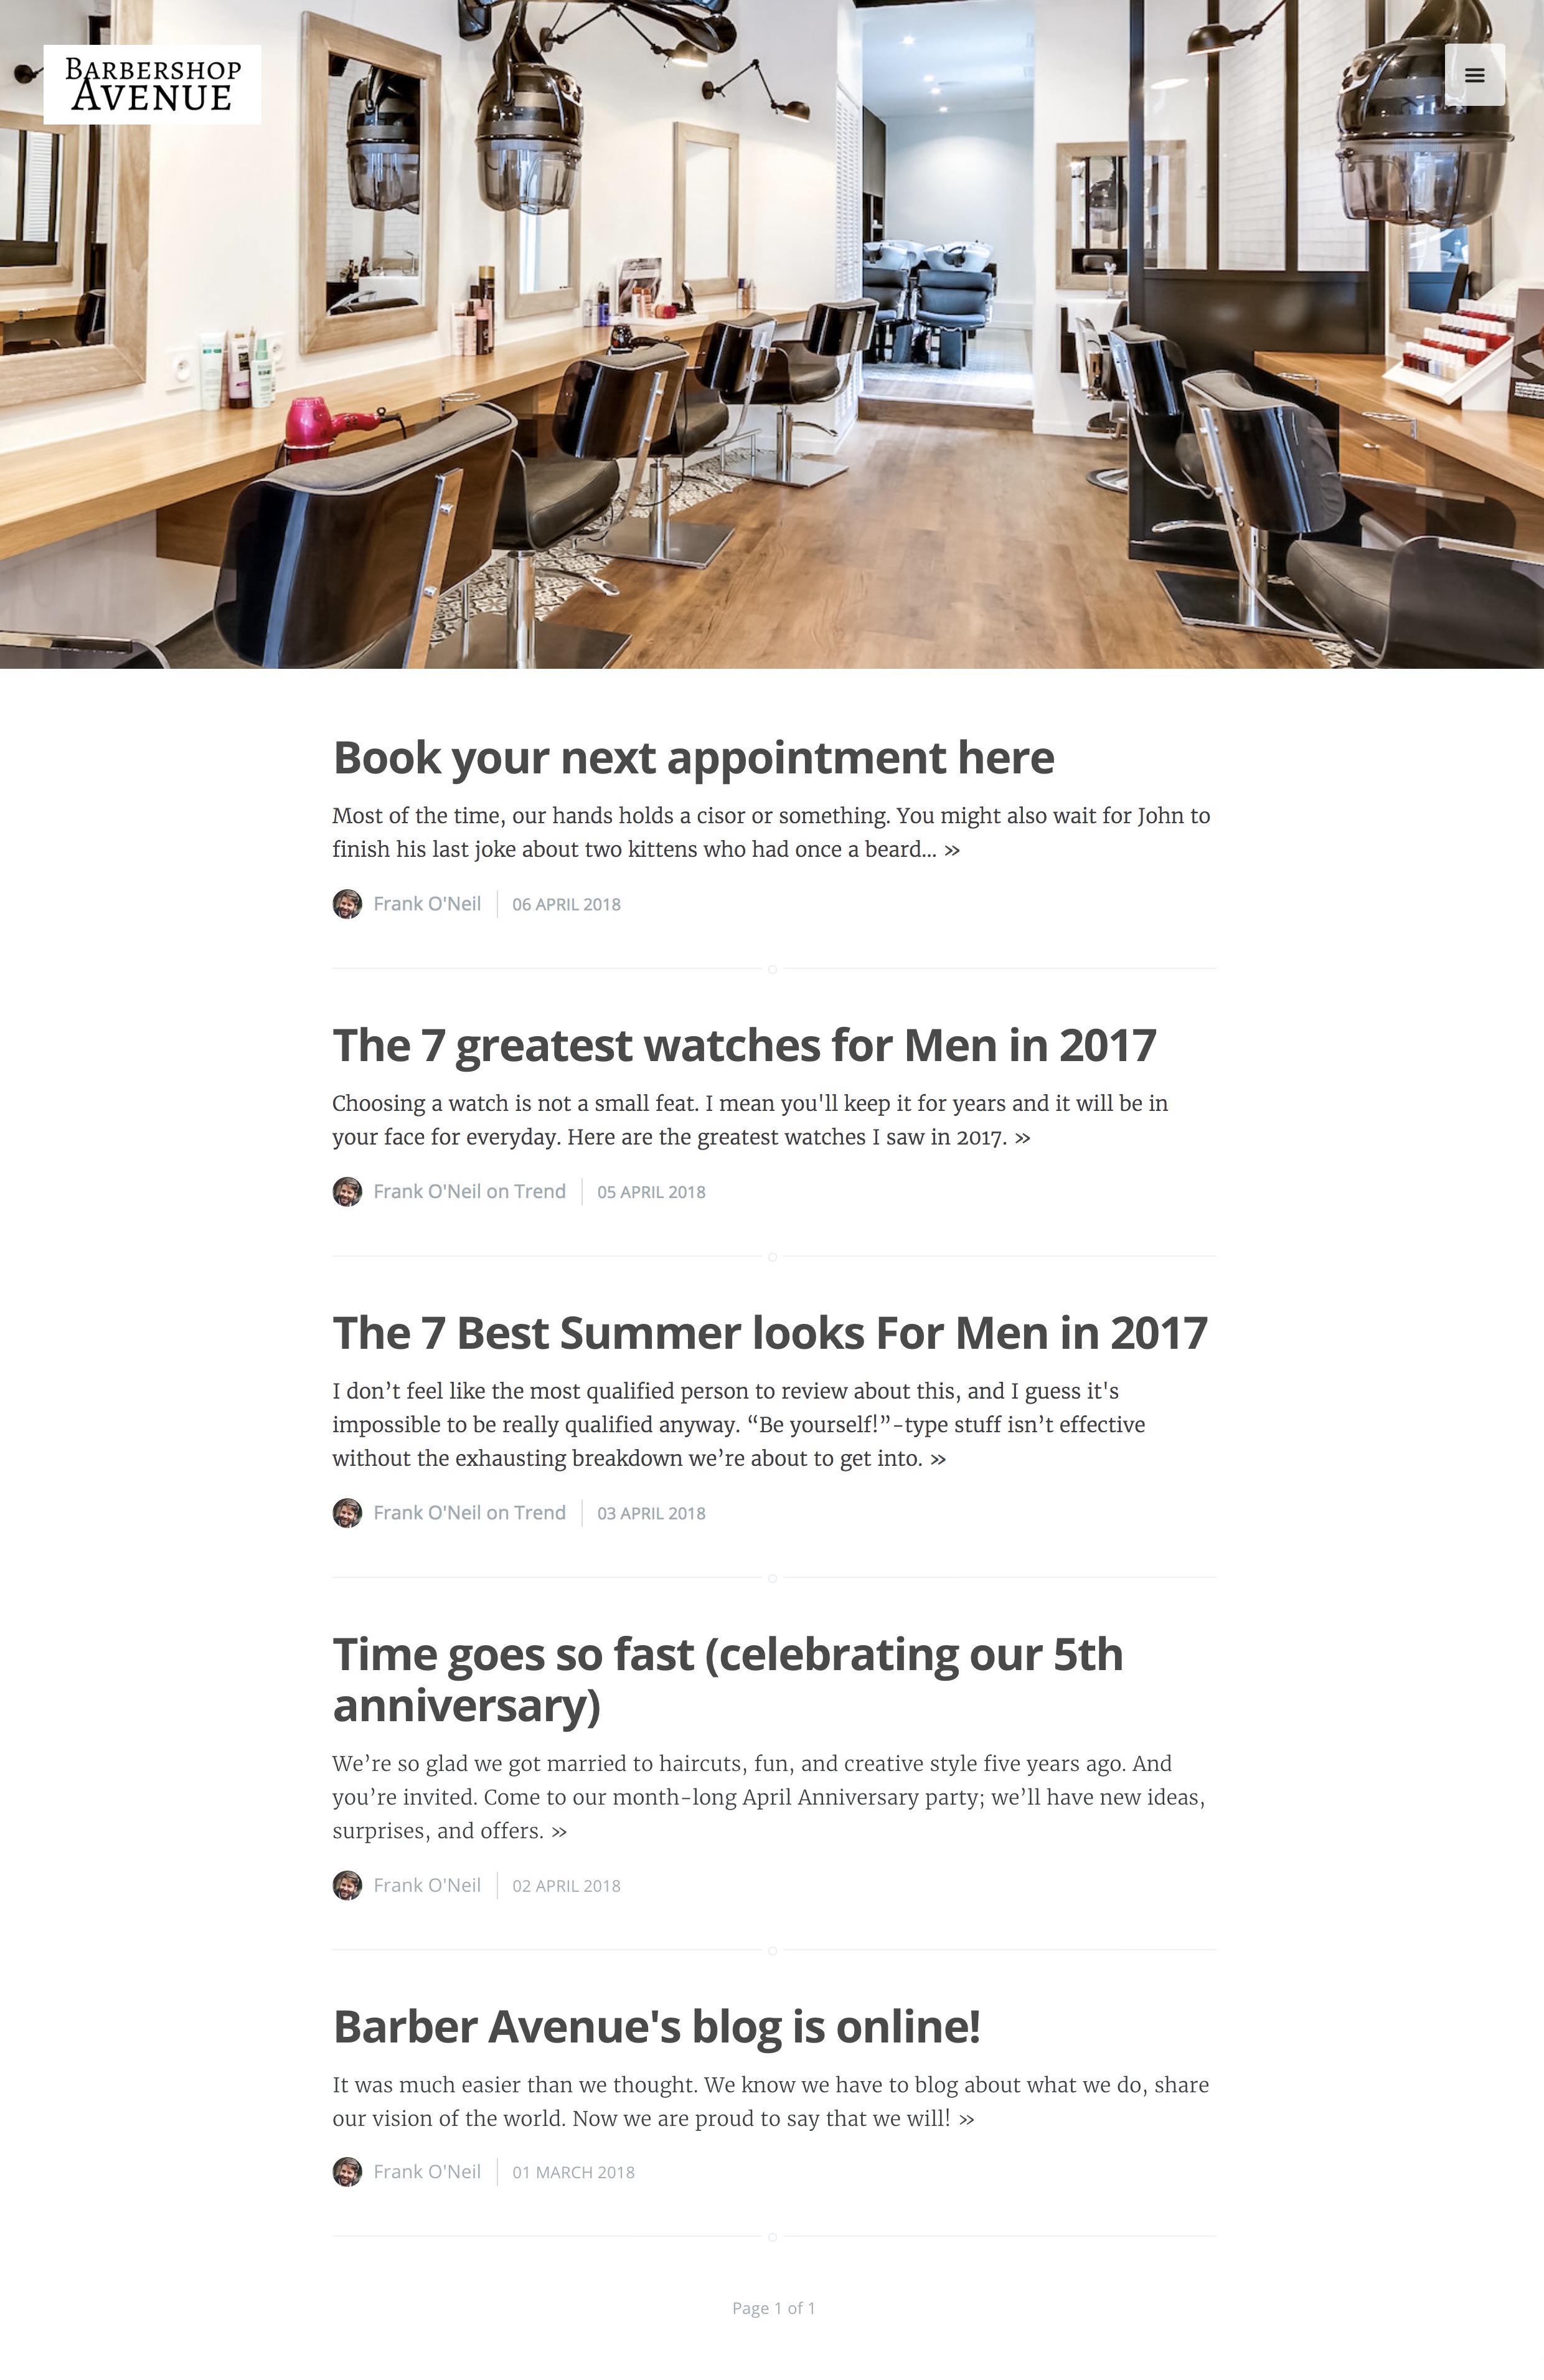 BARBERSHOP
AVENUE
Book your next appointment here
Most of the time, our hands holds a cisor or something. You might also wait for John to
finish his last joke about two kittens who had once a beard... »
Frank O'Neil | 06 APRIL 2018
The 7 greatest watches for Men in 2017
Choosing a watch is not a small feat. I mean you'll keep it for years and it will be in
your face for everyday. Here are the greatest watches I saw in 2017. »
Frank O'Neil on Trend | 05 APRIL 2018
The 7 Best Summer looks For Men in 2017
I don’t feel like the most qualified person to review about this, and I guess it's
impossible to be really qualified anyway. “Be yourself!”-type stuff isn’t effective
without the exhausting breakdown we’re about to get into. »
Frank O'Neil on Trend | 03 APRIL 2018
Time goes so fast (celebrating our 5th
anniversary)
We’re so glad we got married to haircuts, fun, and creative style five years ago. And
you’re invited. Come to our month-long April Anniversary party; we’ll have new ideas,
surprises, and offers. »
Frank O'Neil | 02 APRIL 2018
Barber Avenue's blog is online!
It was much easier than we thought. We know we have to blog about what we do, share
our vision of the world. Now we are proud to say that we will! »
Frank O'Neil | 01 MARCH 2018
Page 1 of 1